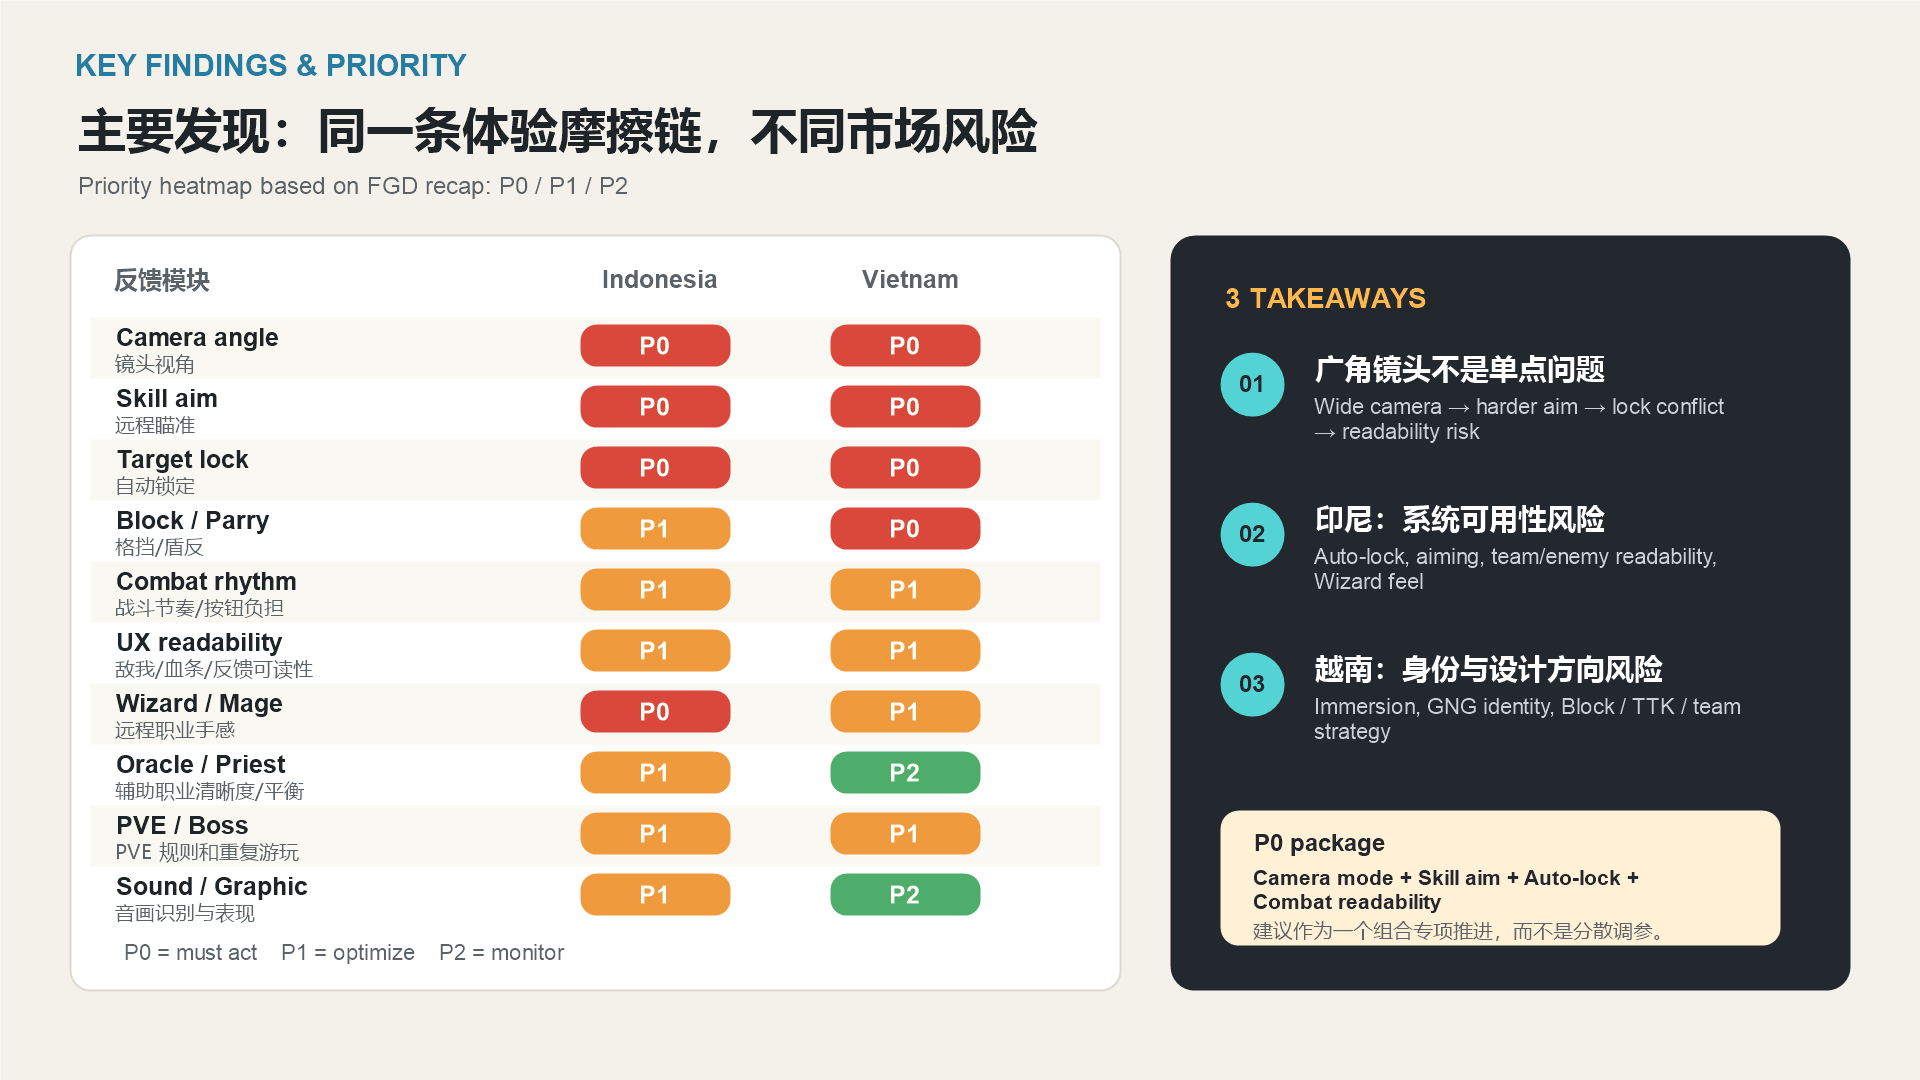 KEY FINDINGS & PRIORITY
主要发现：同一条体验摩擦链，不同市场风险
Priority heatmap based on FGD recap: P0 / P1 / P2
反馈模块 Indonesia Vietnam
Camera angle P0 P0
镜头视角
Skill aim P0 P0
远程瞄准
Target lock P0 P0
自动锁定
Block / Parry P1 P0
格挡/盾反
Combat rhythm P1 P1
战斗节奏/按钮负担
UX readability P1 P1
敌我/血条/反馈可读性
Wizard / Mage P0 P1
远程职业手感
Oracle / Priest P1 P2
辅助职业清晰度/平衡
PVE / Boss P1 P1
PVE 规则和重复游玩
Sound / Graphic P1 P2
音画识别与表现
P0 = must act P1 = optimize P2 = monitor
3 TAKEAWAYS
01 广角镜头不是单点问题
Wide camera → harder aim → lock conflict
→ readability risk
02 印尼：系统可用性风险
Auto-lock, aiming, team/enemy readability,
Wizard feel
03 越南：身份与设计方向风险
Immersion, GNG identity, Block / TTK / team
strategy
P0 package
Camera mode + Skill aim + Auto-lock +
Combat readability
建议作为一个组合专项推进，而不是分散调参。